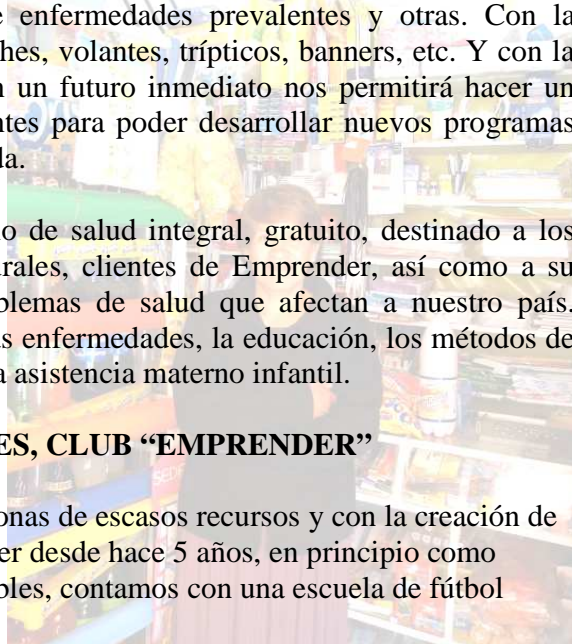 e enfermedades prevalentes y otras. Con la
hes, volantes, trípticos, banners, etc. Y con la
n un futuro inmediato nos permitirá hacer un
ntes para poder desarrollar nuevos programas
da.
io de salud integral, gratuito, destinado a los
urales, clientes de Emprender, así como a su
blemas de salud que afectan a nuestro país.
as enfermedades, la educación, los métodos de
a asistencia materno infantil.
ES, CLUB “EMPRENDER”
onas de escasos recursos y con la creación de
er desde hace 5 años, en principio como
bles, contamos con una escuela de fútbol